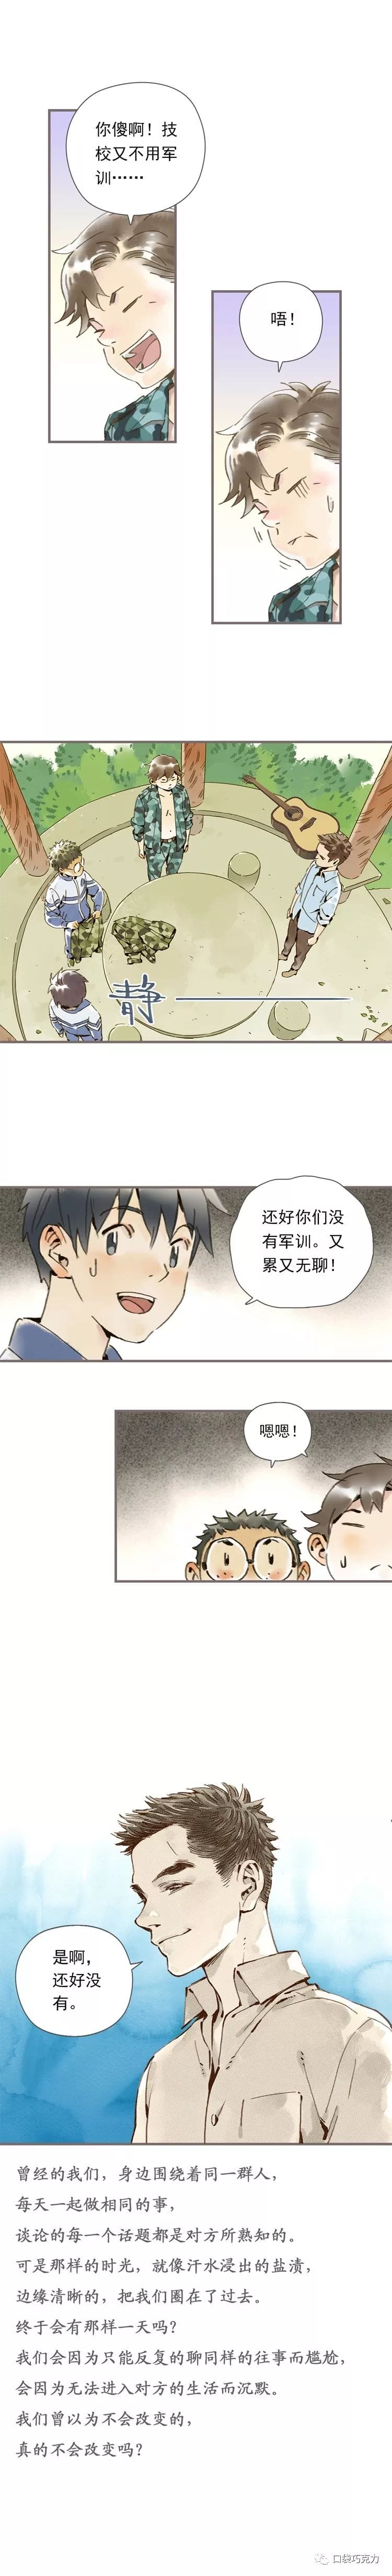 你傻啊！技
校又不用军
训……
唔！
静
还好你们没
有军训。又
累又无聊！
嗯嗯！
是啊，
还好没
有。
曾经的我们，身边围绕着同一群人，
每天一起做相同的事，
谈论的每一个话题都是对方所熟知的。
可是那样的时光，就像汗水浸出的盐渍，
边缘清晰的，把我们圈在了过去。
终于会有那样一天吗？
我们会因为只能反复的聊同样的往事而尴尬，
会因为无法进入对方的生活而沉默。
我们曾以为不会改变的，
真的不会改变吗？
口袋巧克力